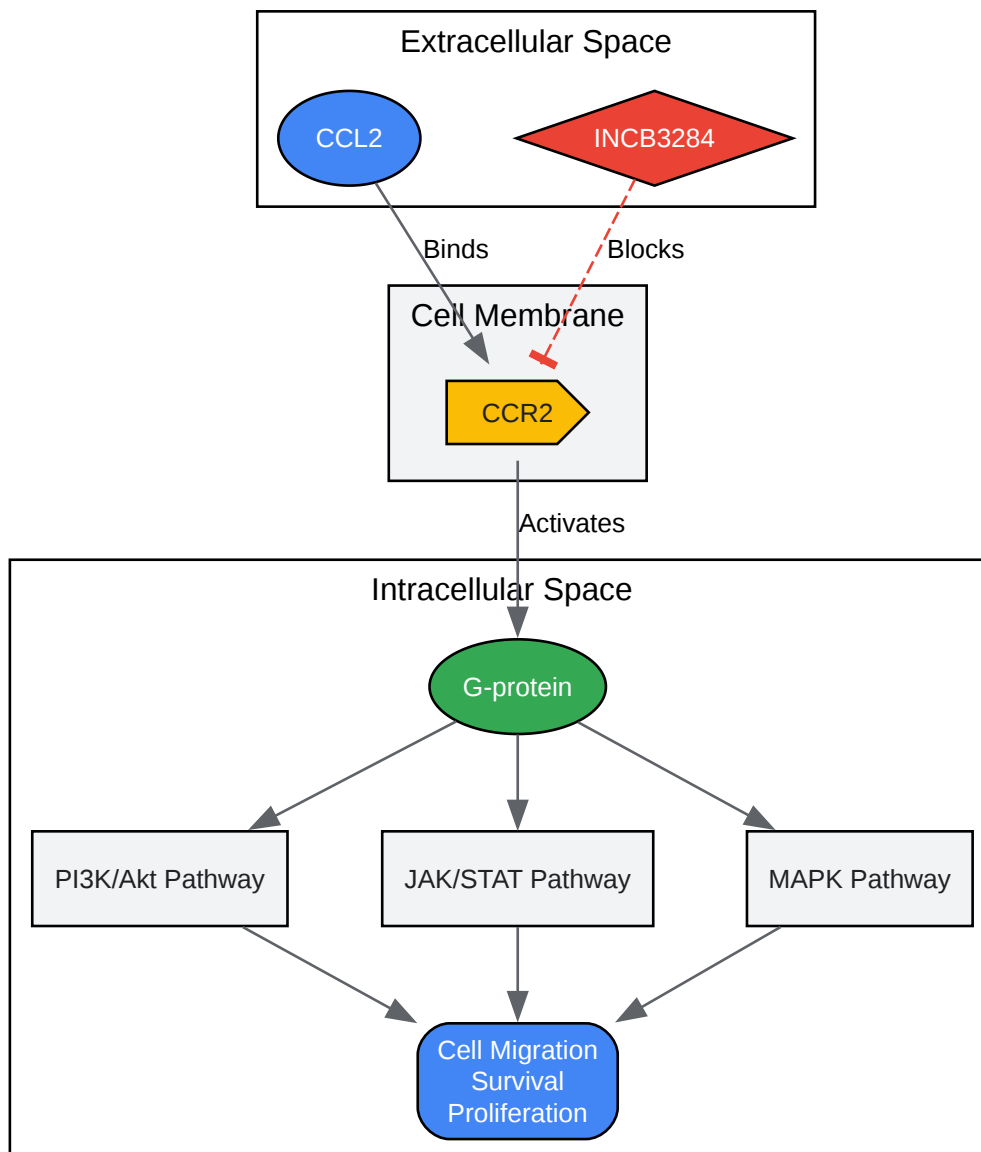 Extracellular Space
CCL2
INCB3284
Binds
Blocks
Cell Membrane
CCR2
Activates
Intracellular Space
G-protein
PI3K/Akt Pathway
JAK/STAT Pathway
MAPK Pathway
Cell Migration
Survival
Proliferation